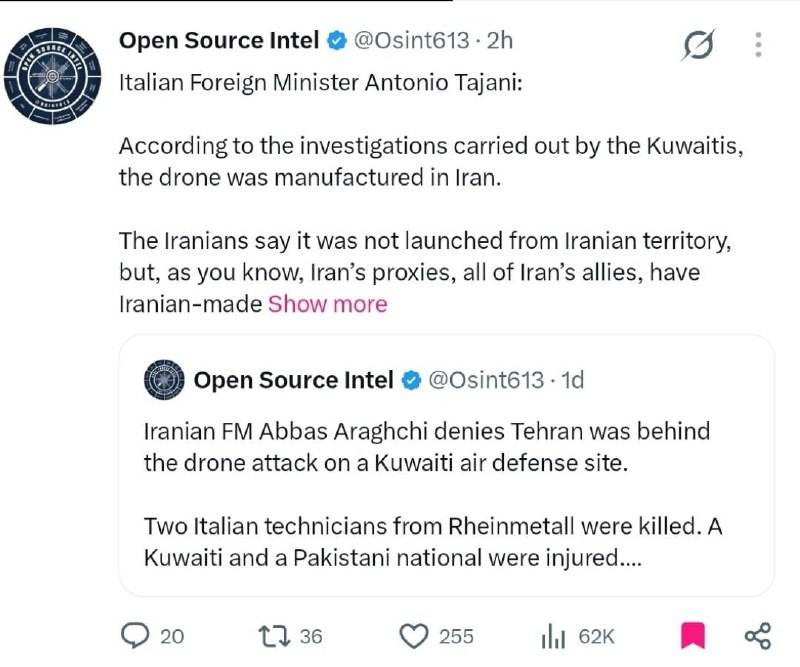 Open Source Intel @Osint613 · 2h
Italian Foreign Minister Antonio Tajani:
According to the investigations carried out by the Kuwaitis,
the drone was manufactured in Iran.
The Iranians say it was not launched from Iranian territory,
but, as you know, Iran’s proxies, all of Iran’s allies, have
Iranian-made Show more
Open Source Intel @Osint613 · 1d
Iranian FM Abbas Araghchi denies Tehran was behind
the drone attack on a Kuwaiti air defense site.
Two Italian technicians from Rheinmetall were killed. A
Kuwaiti and a Pakistani national were injured....
20 36 255 62K